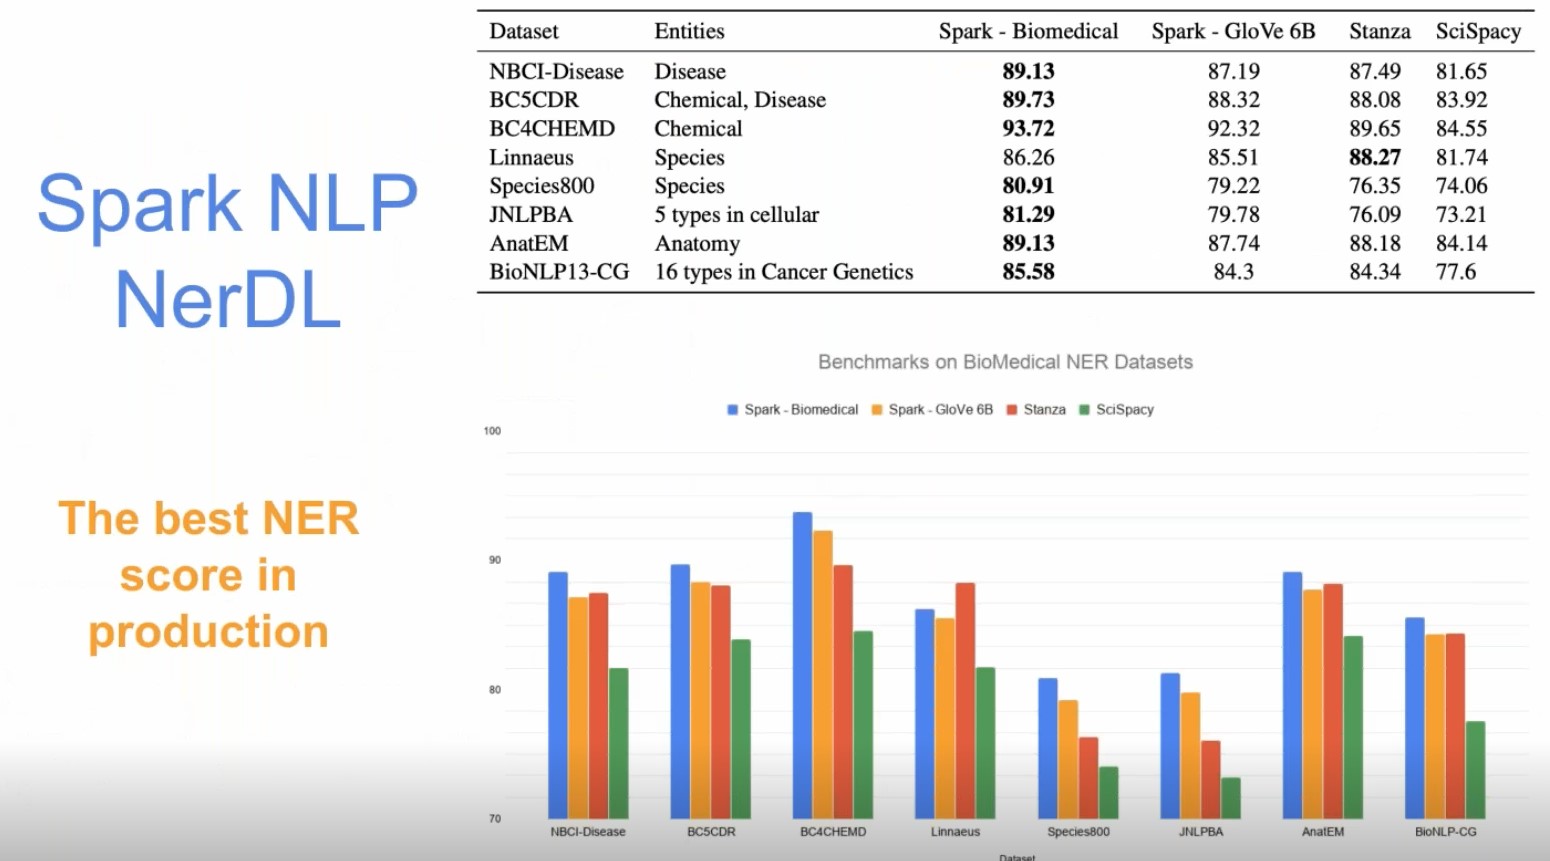 Spark NLP
NerDL
The best NER
score in
production
Dataset Entities Spark - Biomedical Spark - GloVe 6B Stanza SciSpacy
NBCI-Disease Disease 89.13 87.19 87.49 81.65
BC5CDR Chemical, Disease 89.73 88.32 88.08 83.92
BC4CHEMD Chemical 93.72 92.32 89.65 84.55
Linnaeus Species 86.26 85.51 88.27 81.74
Species800 Species 80.91 79.22 76.35 74.06
JNLPBA 5 types in cellular 81.29 79.78 76.09 73.21
AnatEM Anatomy 89.13 87.74 88.18 84.14
BioNLP13-CG 16 types in Cancer Genetics 85.58 84.3 84.34 77.6
Benchmarks on BioMedical NER Datasets
Spark - Biomedical Spark - GloVe 6B Stanza SciSpacy
100
90
80
70
NBCI-Disease BC5CDR BC4CHEMD Linnaeus Species800 JNLPBA AnatEM BioNLP-CG
Dataset